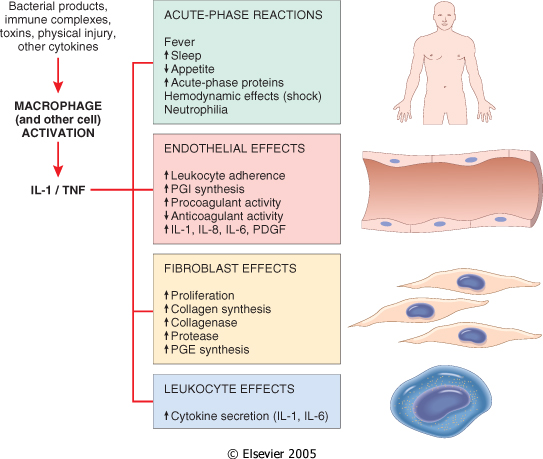 Bacterial products,
immune complexes,
toxins, physical injury,
other cytokines
MACROPHAGE
(and other cell)
ACTIVATION
IL-1 / TNF
ACUTE-PHASE REACTIONS
Fever
⬆Sleep
⬇Appetite
⬆Acute-phase proteins
Hemodynamic effects (shock)
Neutrophilia
ENDOTHELIAL EFFECTS
⬆Leukocyte adherence
⬆PGI synthesis
⬆Procoagulant activity
⬇Anticoagulant activity
⬆IL-1, IL-8, IL-6, PDGF
FIBROBLAST EFFECTS
⬆Proliferation
⬆Collagen synthesis
⬆Collagenase
⬆Protease
⬆PGE synthesis
LEUKOCYTE EFFECTS
⬆Cytokine secretion (IL-1, IL-6)
© Elsevier 2005